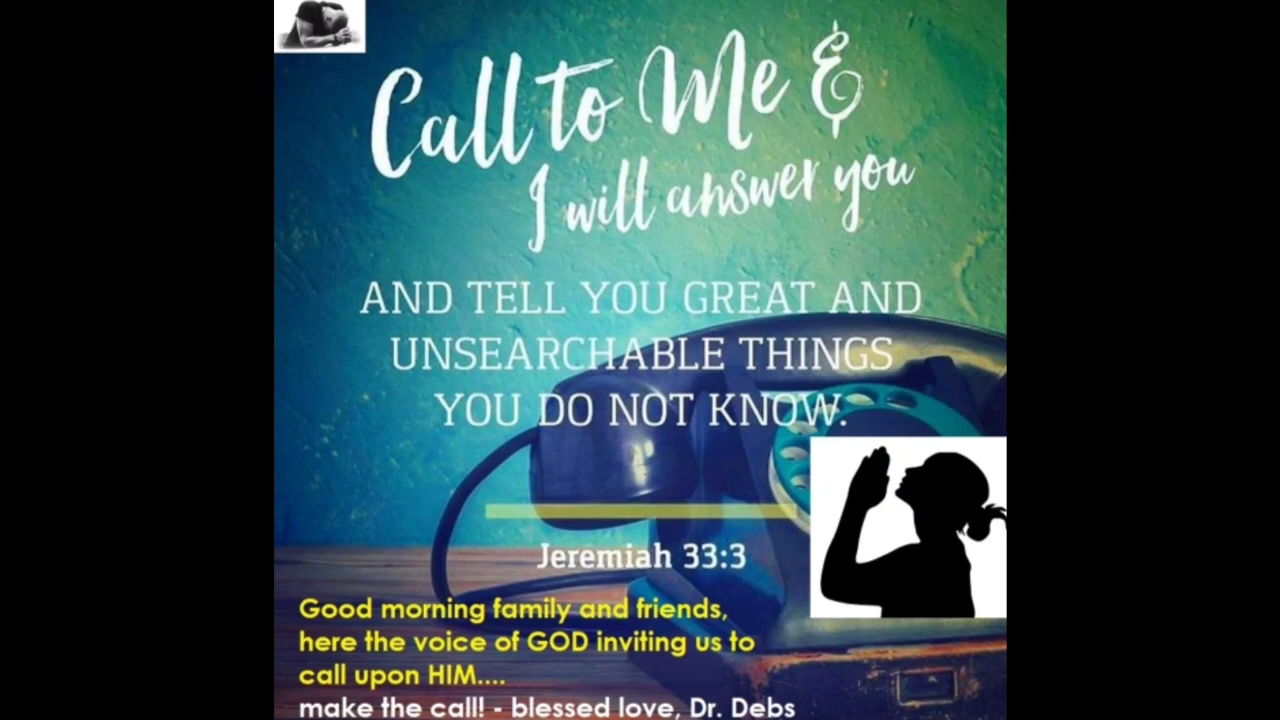 Call to Me &
I will answer you
AND TELL YOU GREAT AND
UNSEARCHABLE THINGS
YOU DO NOT KNOW.
Jeremiah 33:3
Good morning family and friends,
here the voice of GOD inviting us to
call upon HIM....
make the call! - blessed love, Dr. Debs